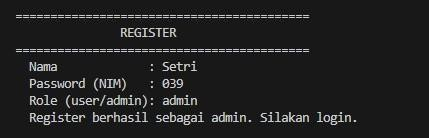 ==========================================
REGISTER
==========================================
Nama : Setri
Password (NIM) : 039
Role (user/admin): admin
Register berhasil sebagai admin. Silakan login.